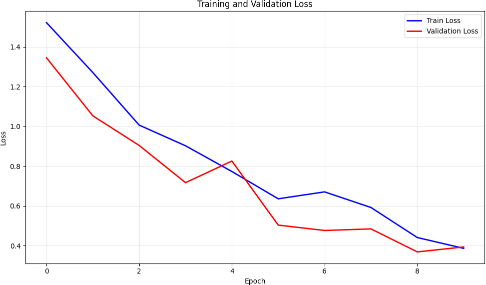 Training and Validation Loss
Train Loss
Validation Loss
1.4
1.2
1.0
0.8
0.6
0.4
Loss
0 2 4 6 8
Epoch